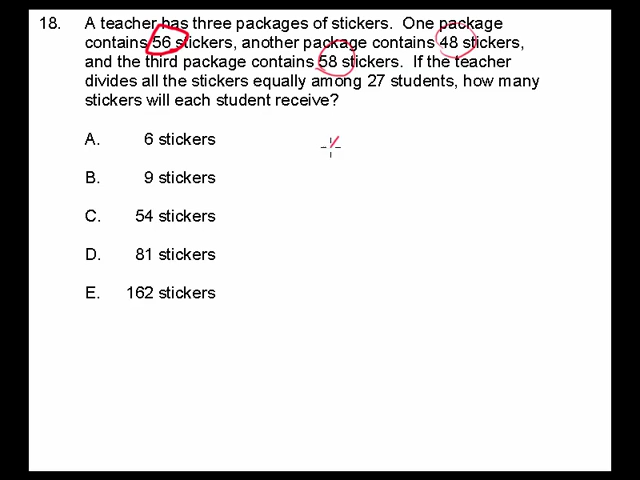 18. A teacher has three packages of stickers. One package
contains 56 stickers, another package contains 48 stickers,
and the third package contains 58 stickers. If the teacher
divides all the stickers equally among 27 students, how many
stickers will each student receive?
A. 6 stickers
B. 9 stickers
C. 54 stickers
D. 81 stickers
E. 162 stickers